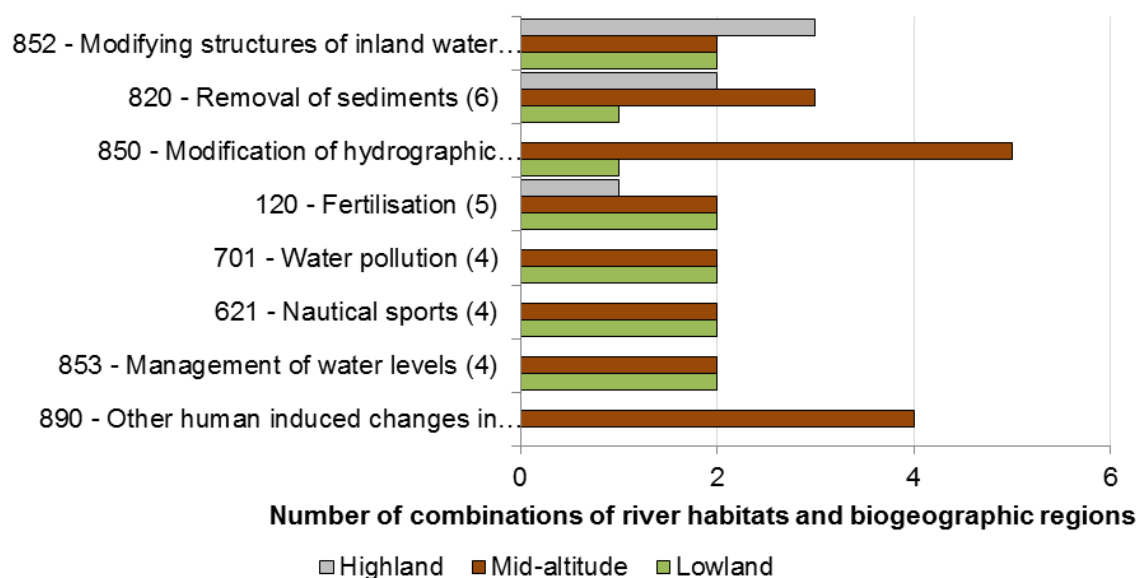 852 - Modifying structures of inland water…
820 - Removal of sediments (6)
850 - Modification of hydrographic…
120 - Fertilisation (5)
701 - Water pollution (4)
621 - Nautical sports (4)
853 - Management of water levels (4)
890 - Other human induced changes in…
0 2 4 6
Number of combinations of river habitats and biogeographic regions
Highland Mid-altitude Lowland